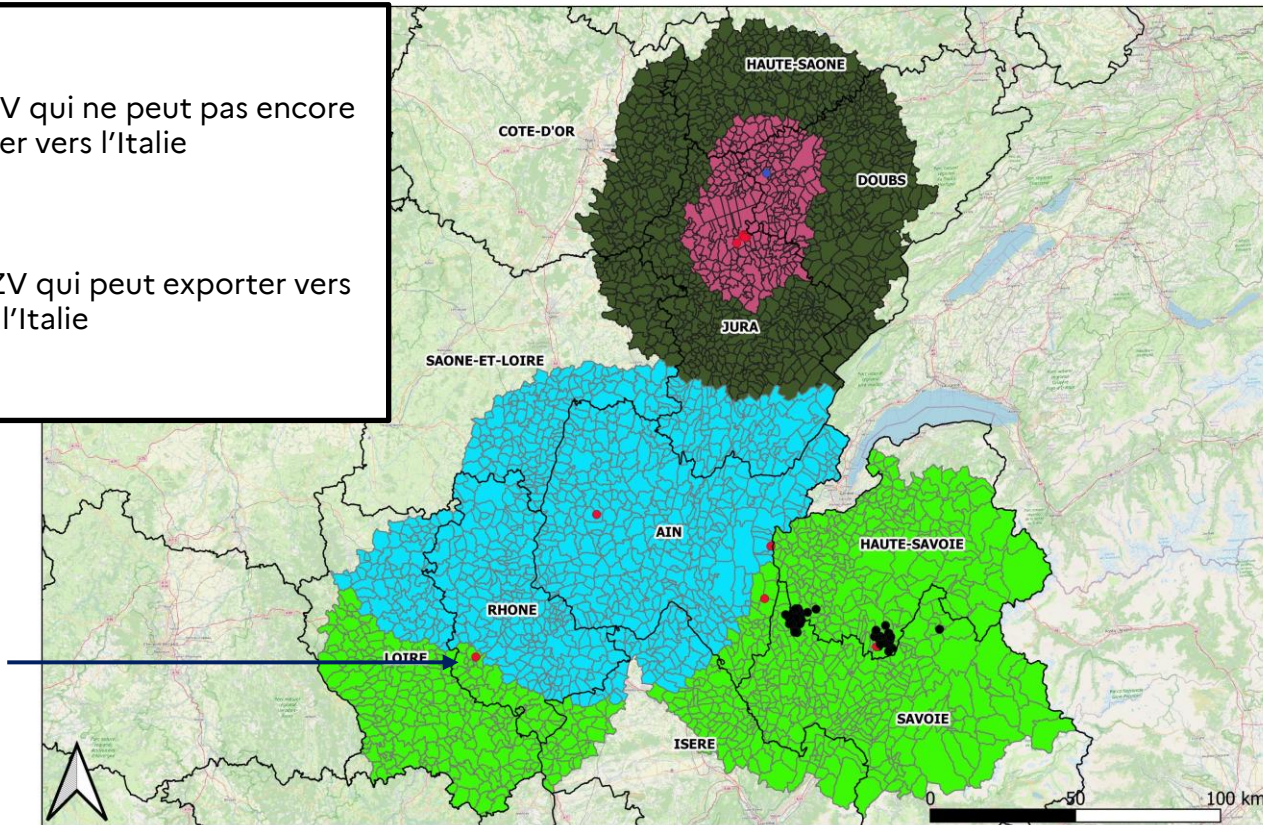 V qui ne peut pas encore
er vers l'Italie
ZV qui peut exporter vers
l'Italie
HAUTE-SAONE
COTE-D'OR
DOUBS
JURA
SAONE-ET-LOIRE
AIN
HAUTE-SAVOIE
RHONE
LOIRE
SAVOIE
ISERE
0 50 100 km